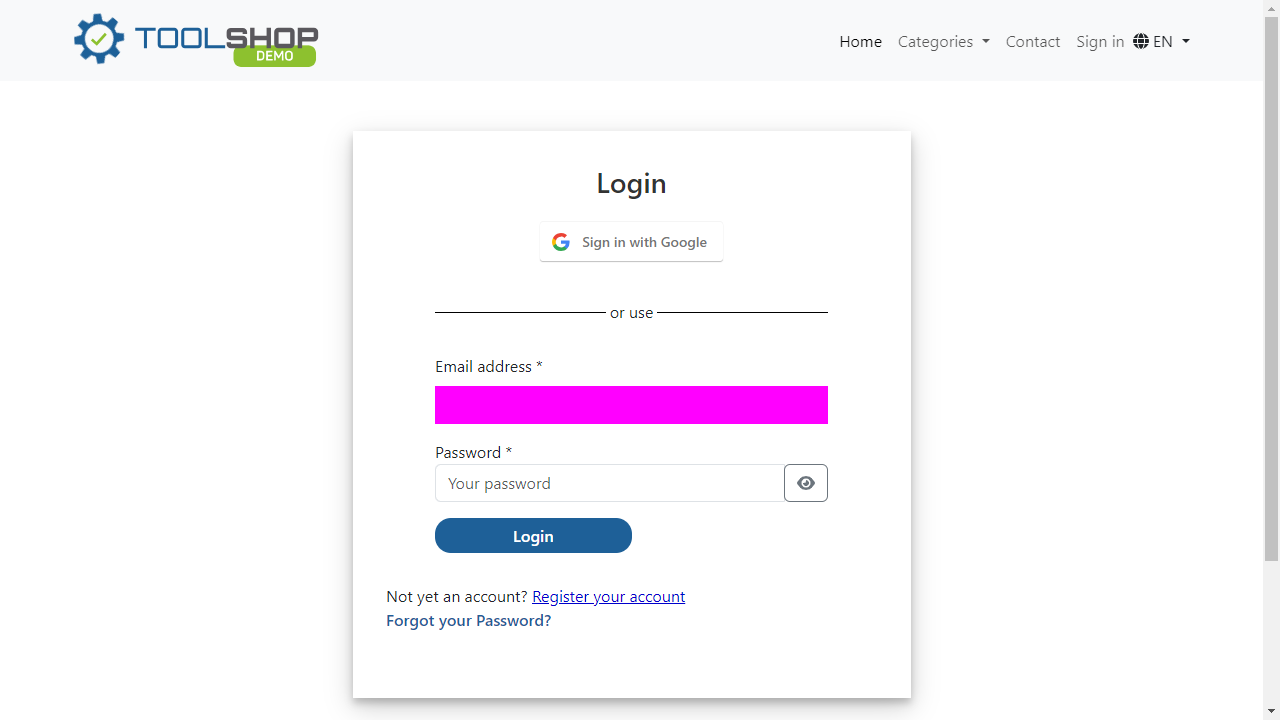 TOOLSHOP
DEMO
Home Categories Contact Sign in EN
Login
Sign in with Google
or use
Email address *
Password *
Your password
Login
Not yet an account? Register your account
Forgot your Password?